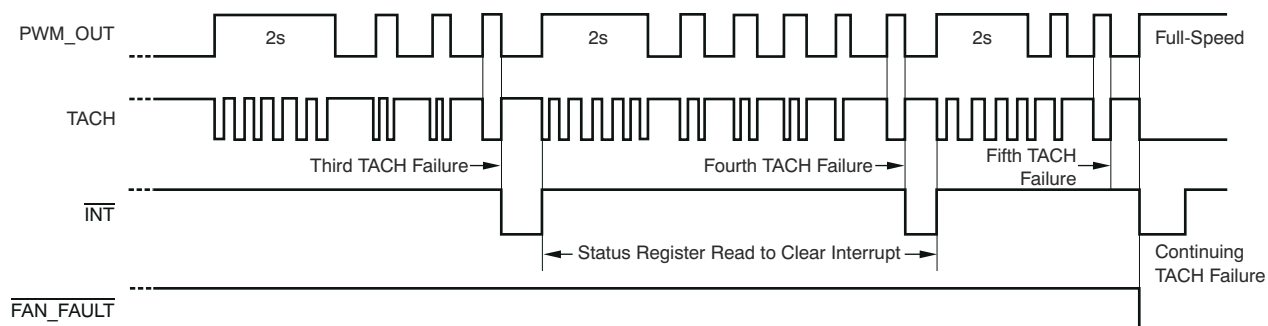 PWM_OUT
2s
2s
2s
Full-Speed
TACH
Third TACH Failure
Fourth TACH Failure
Fifth TACH
Failure
INT
Status Register Read to Clear Interrupt
Continuing
TACH Failure
FAN_FAULT